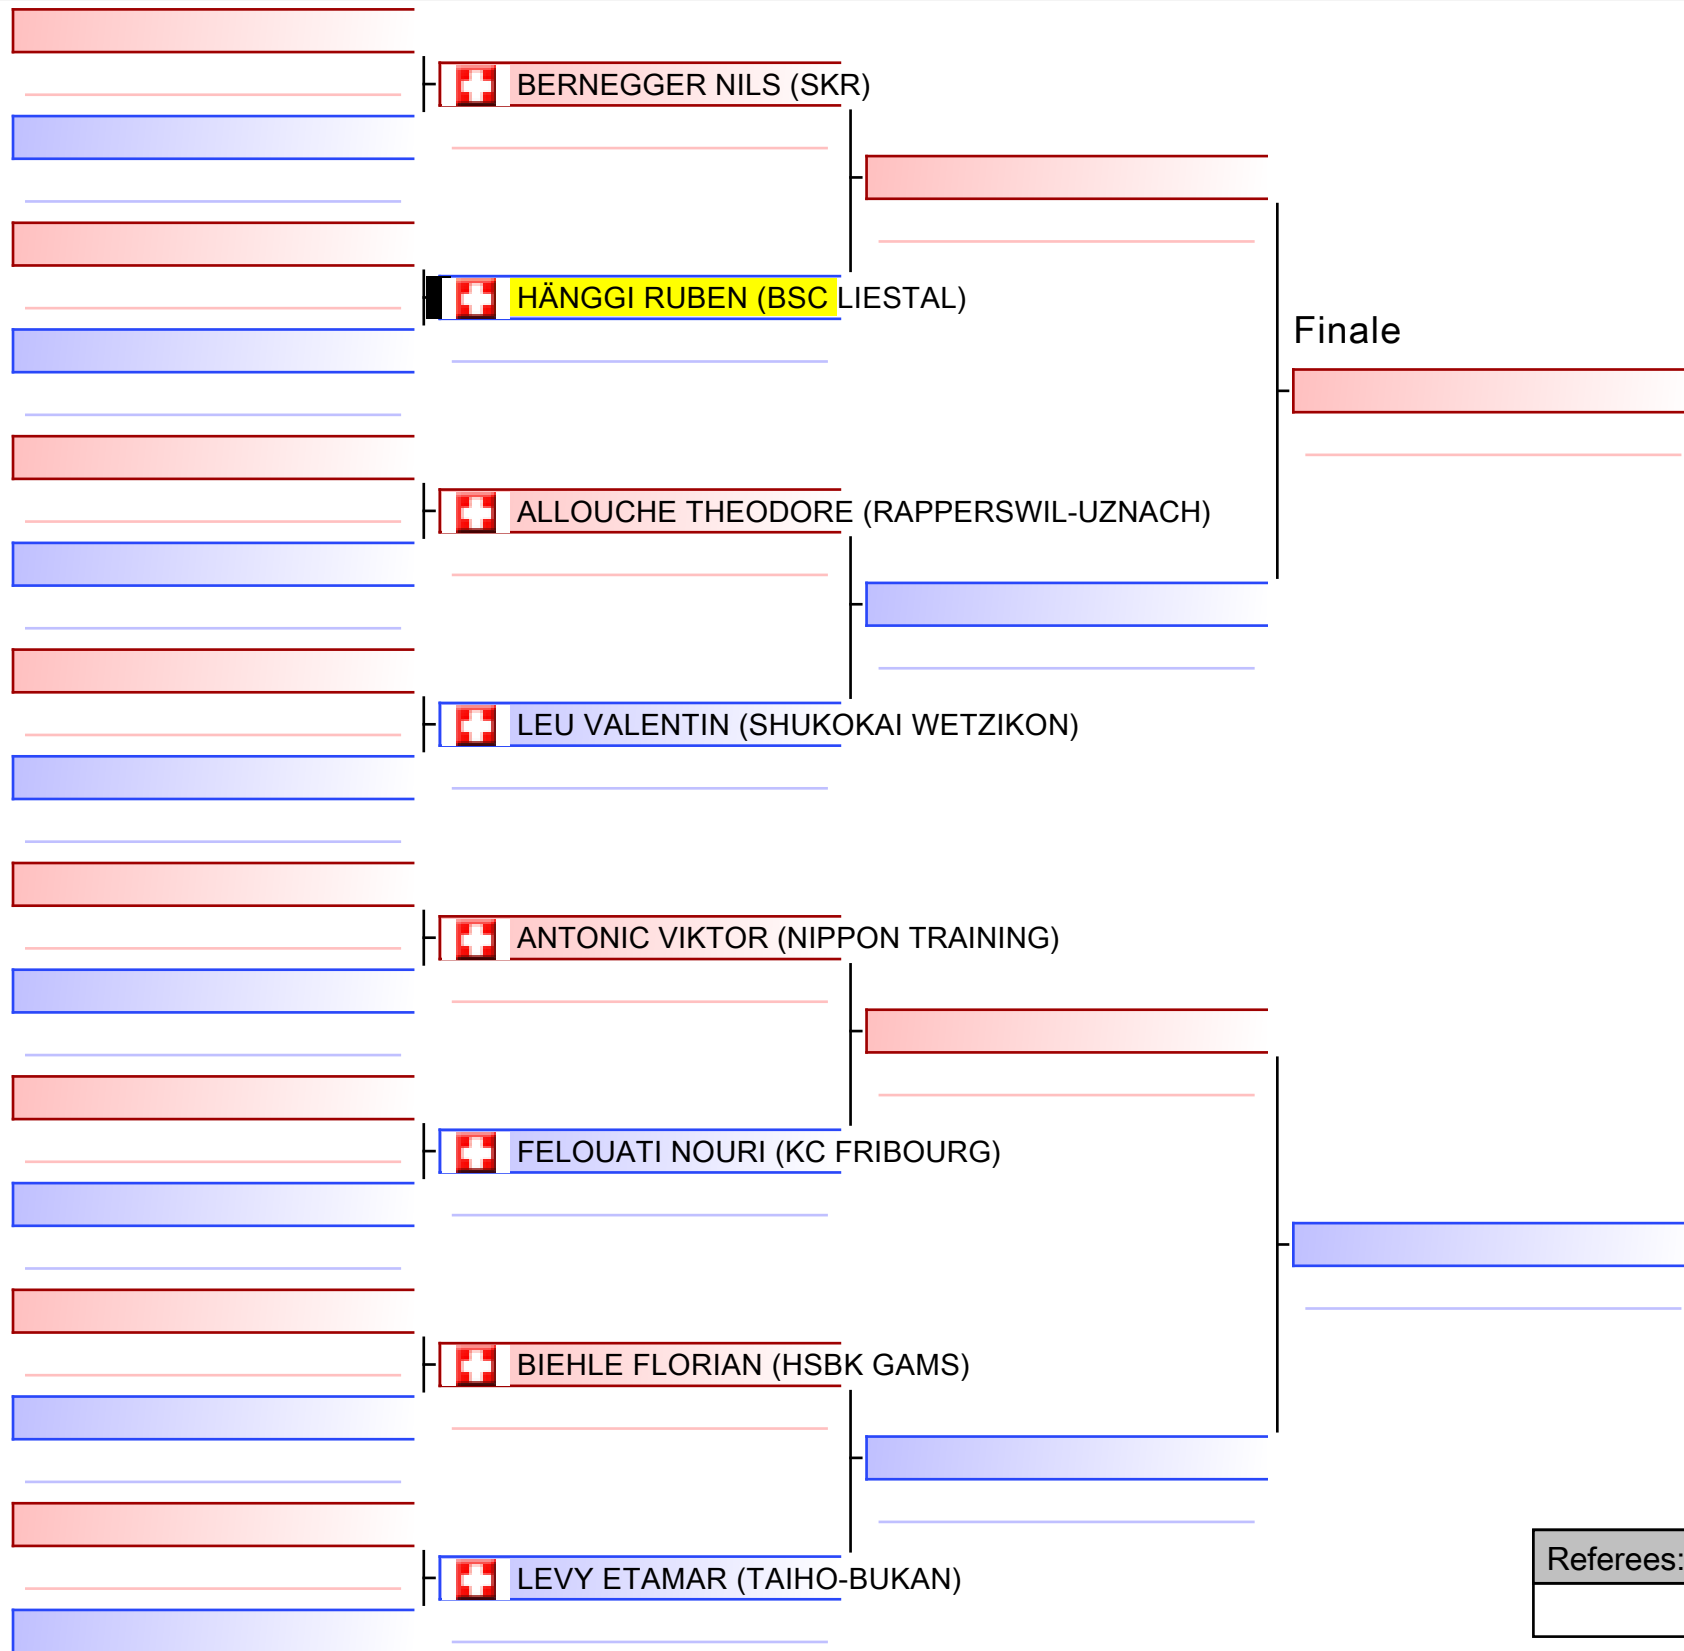 BERNEGGER NILS (SKR)
HÄNGGI RUBEN (BSC LIESTAL)
Finale
ALLOUCHE THEODORE (RAPPERSWIL-UZNACH)
LEU VALENTIN (SHUKOKAI WETZIKON)
ANTONIC VIKTOR (NIPPON TRAINING)
FELOUATI NOURI (KC FRIBOURG)
BIEHLE FLORIAN (HSBK GAMS)
LEVY ETAMAR (TAIHO-BUKAN)
Referees: